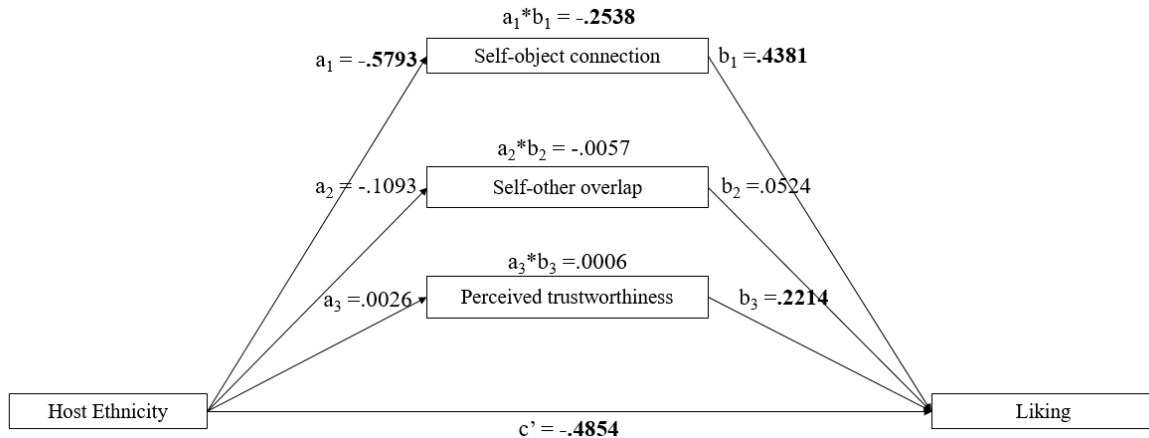 a₁*b₁ = -.2538
a₁ = -.5793
Self-object connection
b₁ =.4381
a₂*b₂ = -.0057
a₂ = -.1093
Self-other overlap
b₂ =.0524
a₃*b₃ =.0006
a₃ =.0026
Perceived trustworthiness
b₃ =.2214
Host Ethnicity
Liking
c’ = -.4854